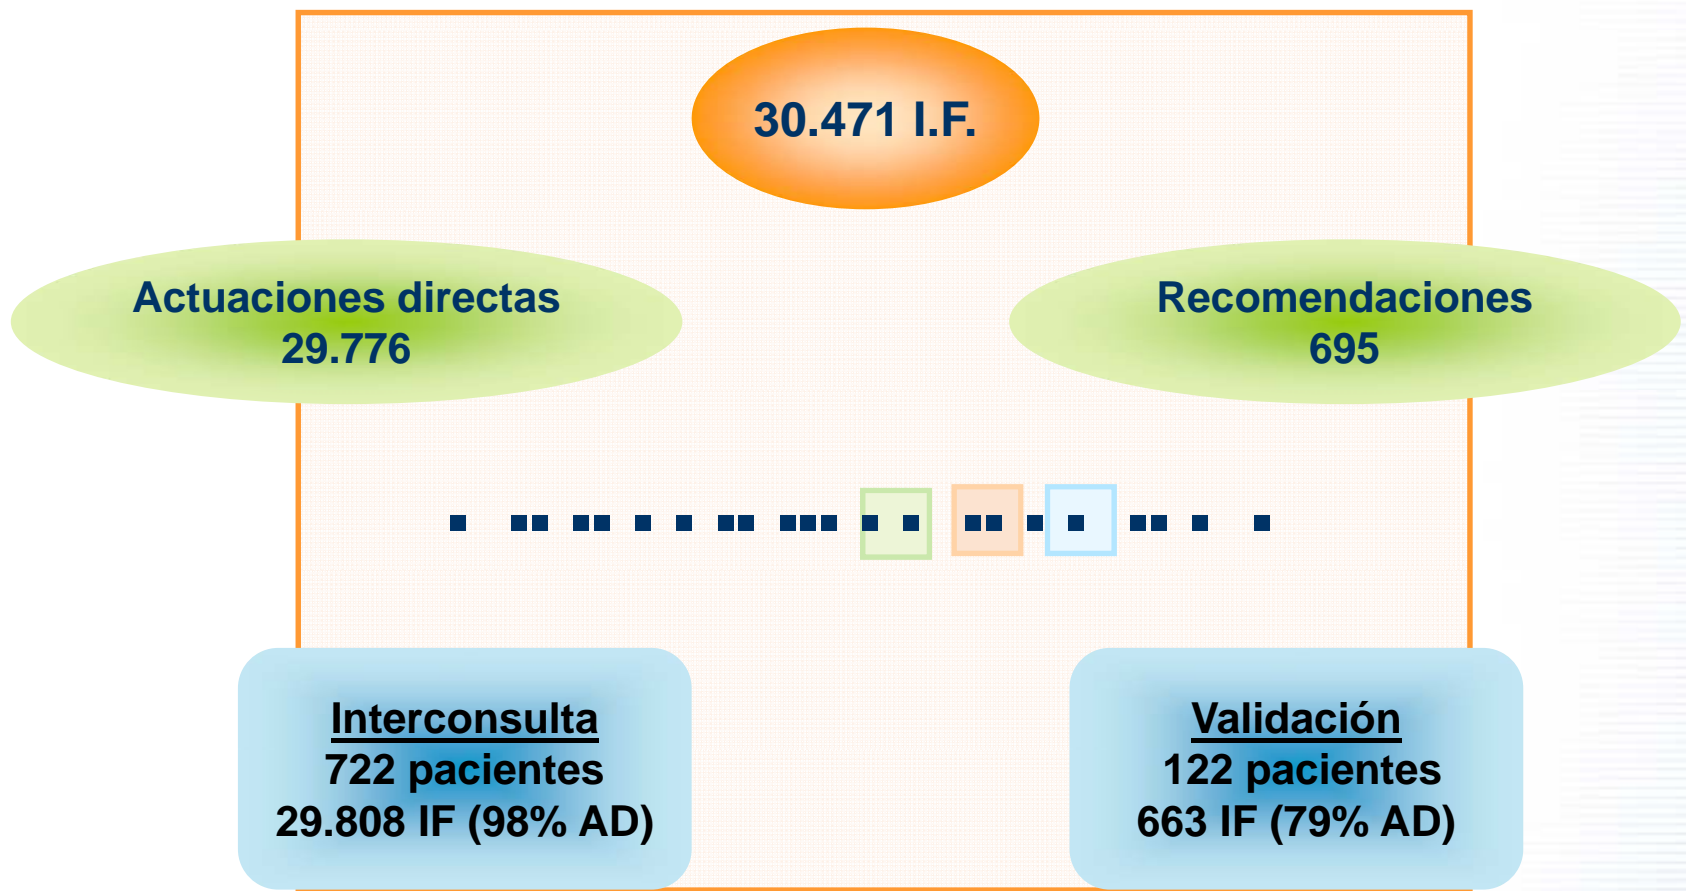 30.471 I.F.
Actuaciones directas
29.776
Recomendaciones
695
Interconsulta
722 pacientes
29.808 IF (98% AD)
Validación
122 pacientes
663 IF (79% AD)